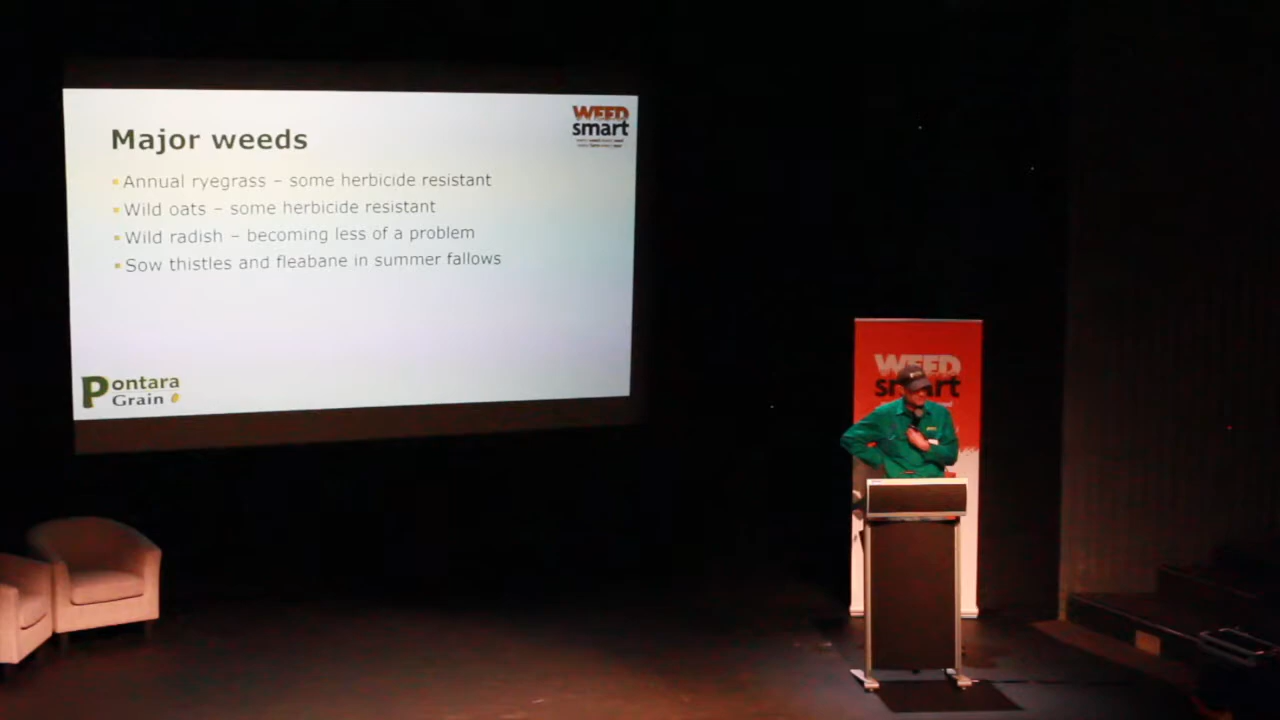 Major weeds
WEED
smart
▪ Annual ryegrass – some herbicide resistant
▪ Wild oats – some herbicide resistant
▪ Wild radish – becoming less of a problem
▪ Sow thistles and fleabane in summer fallows
Pontara
Grain
WEED
smart